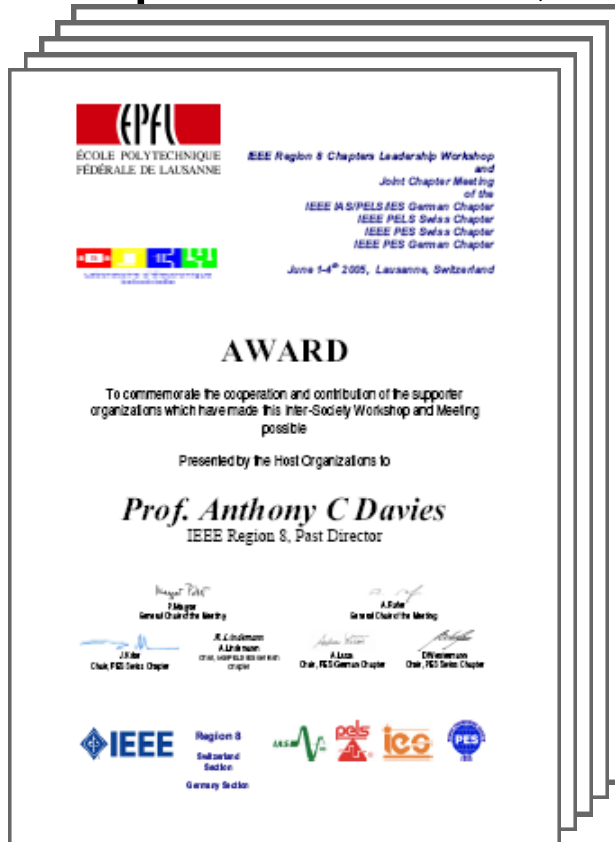 EPFL
ÉCOLE POLYTECHNIQUE
FÉDÉRALE DE LAUSANNE
IEEE Region 8 Chapters Leadership Workshop
and
Joint Chapter Meeting
of the
IEEE IAS/PELS/IES German Chapter
IEEE PELS Swiss Chapter
IEEE PES Swiss Chapter
IEEE PES German Chapter
June 1-4th 2005, Lausanne, Switzerland
AWARD
To commemorate the cooperation and contribution of the supporter
organizations which have made this Inter-Society Workshop and Meeting
possible
Presented by the Host Organizations to
Prof. Anthony C Davies
IEEE Region 8, Past Director
General Chair of the Meeting
General Chair of the Meeting
A.Lindemann
Chair, PES German Chapter
Chair, PES Swiss Chapter
IEEE
Region 8
Switzerland
Section
Germany Section
IAS
pels
ies
PES